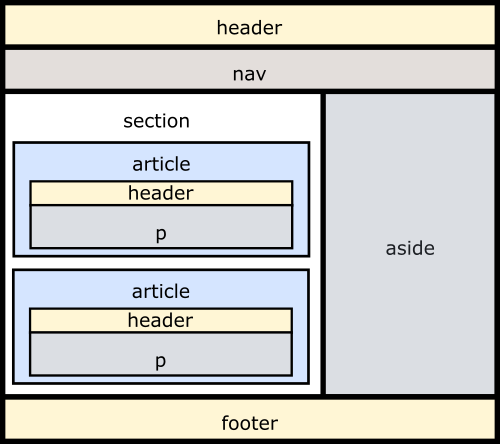 header
nav
section
article
header
p
article
header
p
aside
footer